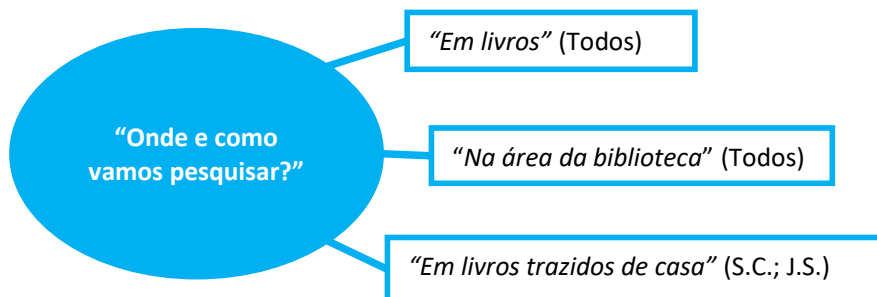 “Onde e como
vamos pesquisar?”
“Em livros” (Todos)
“Na área da biblioteca” (Todos)
“Em livros trazidos de casa” (S.C.; J.S.)